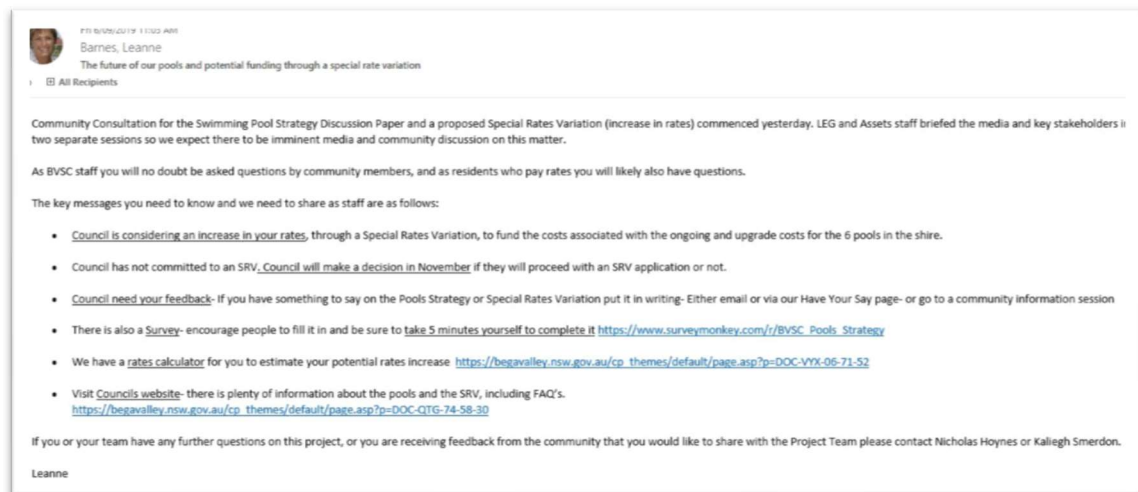 Fri 6/09/2019 11:05 AM
Barnes, Leanne
The future of our pools and potential funding through a special rate variation
All Recipients
Community Consultation for the Swimming Pool Strategy Discussion Paper and a proposed Special Rates Variation (increase in rates) commenced yesterday. LEG and Assets staff briefed the media and key stakeholders
two separate sessions so we expect there to be imminent media and community discussion on this matter.
As BVSC staff you will no doubt be asked questions by community members, and as residents who pay rates you will likely also have questions.
The key messages you need to know and we need to share as staff are as follows:
• Council is considering an increase in your rates, through a Special Rates Variation, to fund the costs associated with the ongoing and upgrade costs for the 6 pools in the shire.
• Council has not committed to an SRV. Council will make a decision in November if they will proceed with an SRV application or not.
• Council need your feedback- If you have something to say on the Pools Strategy or Special Rates Variation put it in writing- Either email or via our Have Your Say page- or go to a community information session
• There is also a Survey- encourage people to fill it in and be sure to take 5 minutes yourself to complete it https://www.surveymonkey.com/r/BVSC_Pools_Strategy
• We have a rates calculator for you to estimate your potential rates increase https://begavalley.nsw.gov.au/cp_themes/default/page.asp?p=DOC-VYX-06-71-52
• Visit Councils website- there is plenty of information about the pools and the SRV, including FAQ's.
https://begavalley.nsw.gov.au/cp_themes/default/page.asp?p=DOC-QTG-74-58-30
If you or your team have any further questions on this project, or you are receiving feedback from the community that you would like to share with the Project Team please contact Nicholas Hoynes or Kaliegh Smerdon.
Leanne